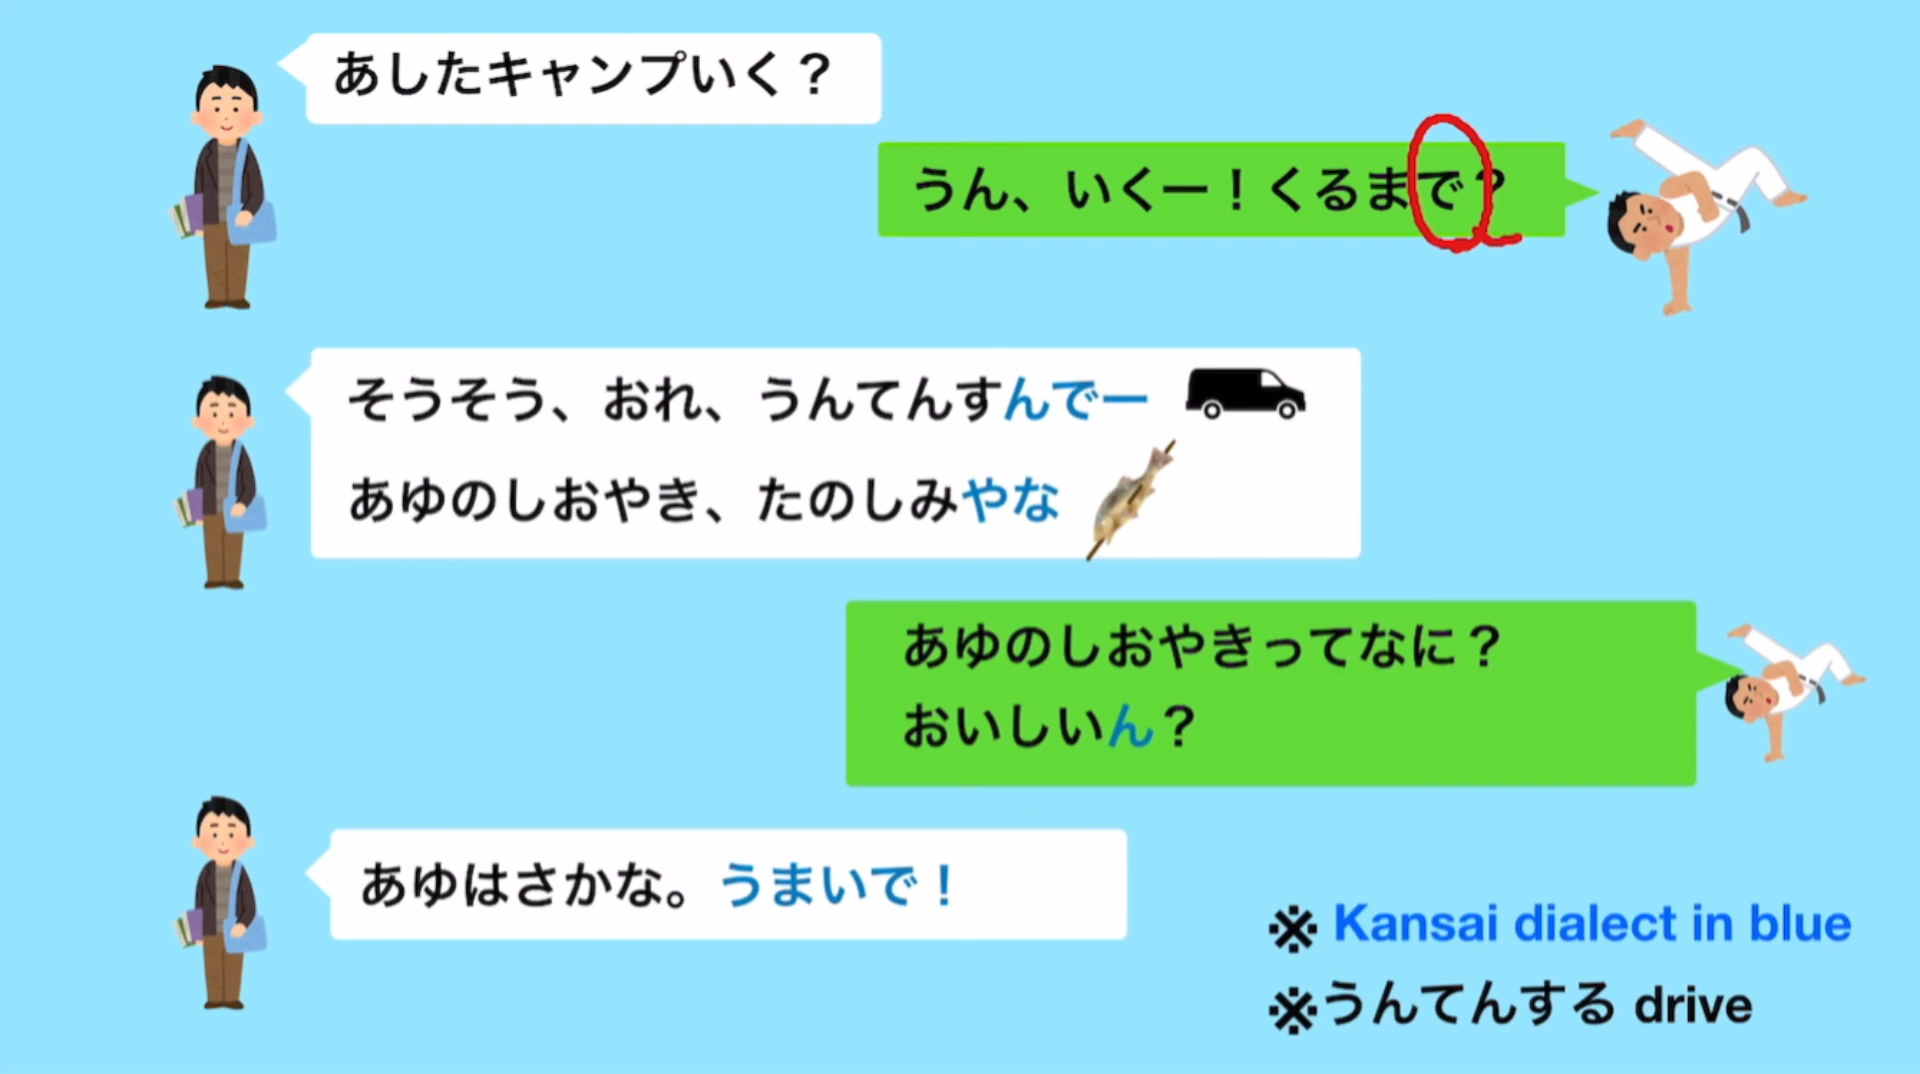 あしたキャンプいく？
うん、いくー！くるまで？
そうそう、おれ、うんてんすんでー
あゆのしおやき、たのしみやな
あゆのしおやきってなに？
おいしいん？
あゆはさかな。うまいで！
※ Kansai dialect in blue
※うんてんする drive